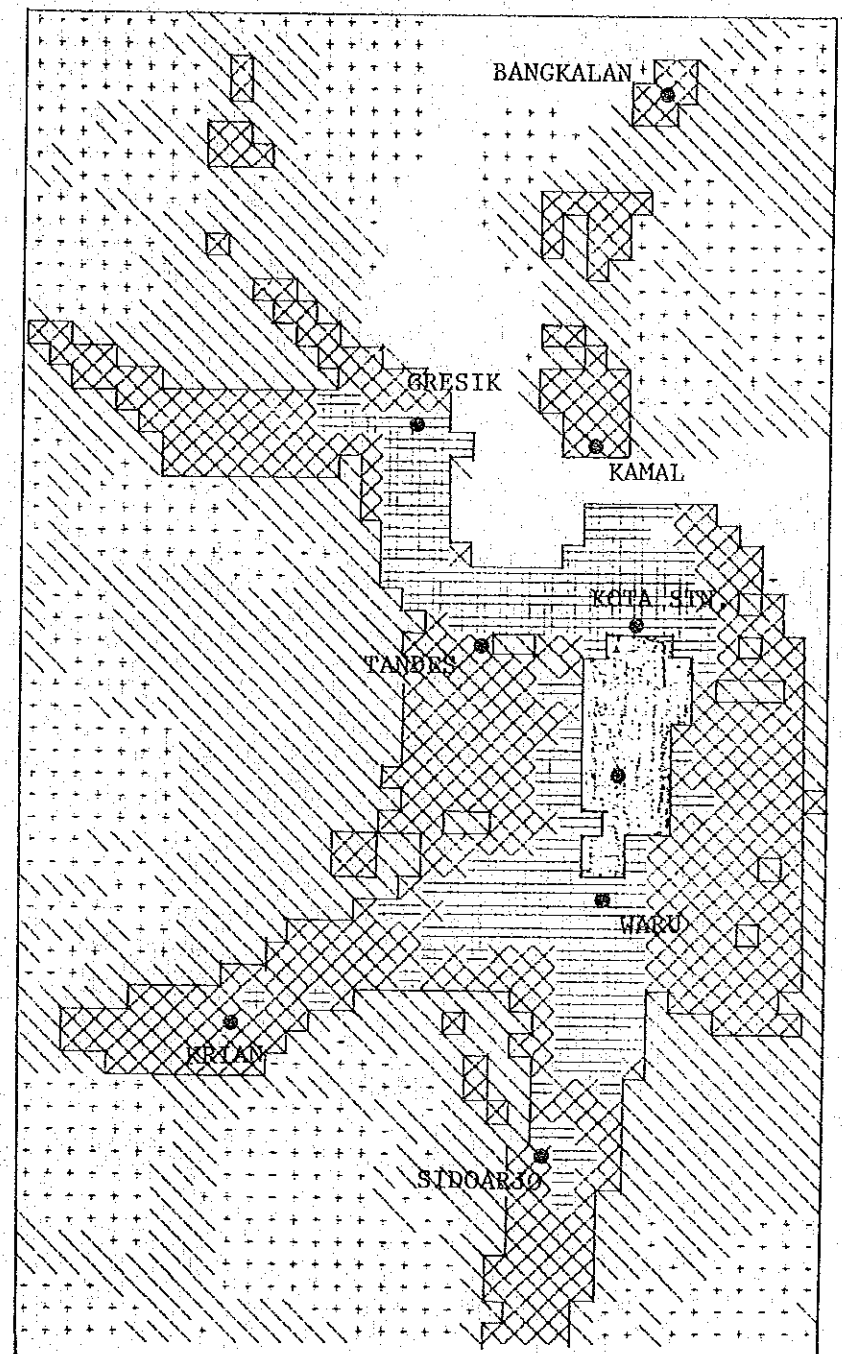 BANGKALAN
GRESIK
KAMAL
KOTA STN.
TANDES
WARU
KRIAN
SIDOARJO